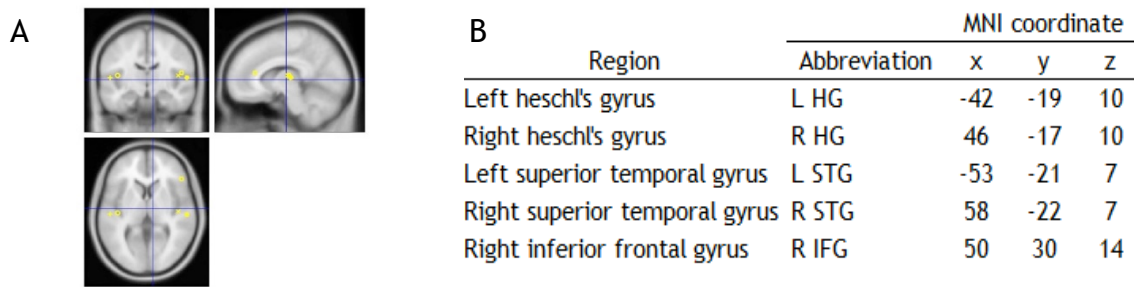 A
B
MNI coordinate
Region Abbreviation x y z
Left heschl's gyrus L HG -42 -19 10
Right heschl's gyrus R HG 46 -17 10
Left superior temporal gyrus L STG -53 -21 7
Right superior temporal gyrus R STG 58 -22 7
Right inferior frontal gyrus R IFG 50 30 14